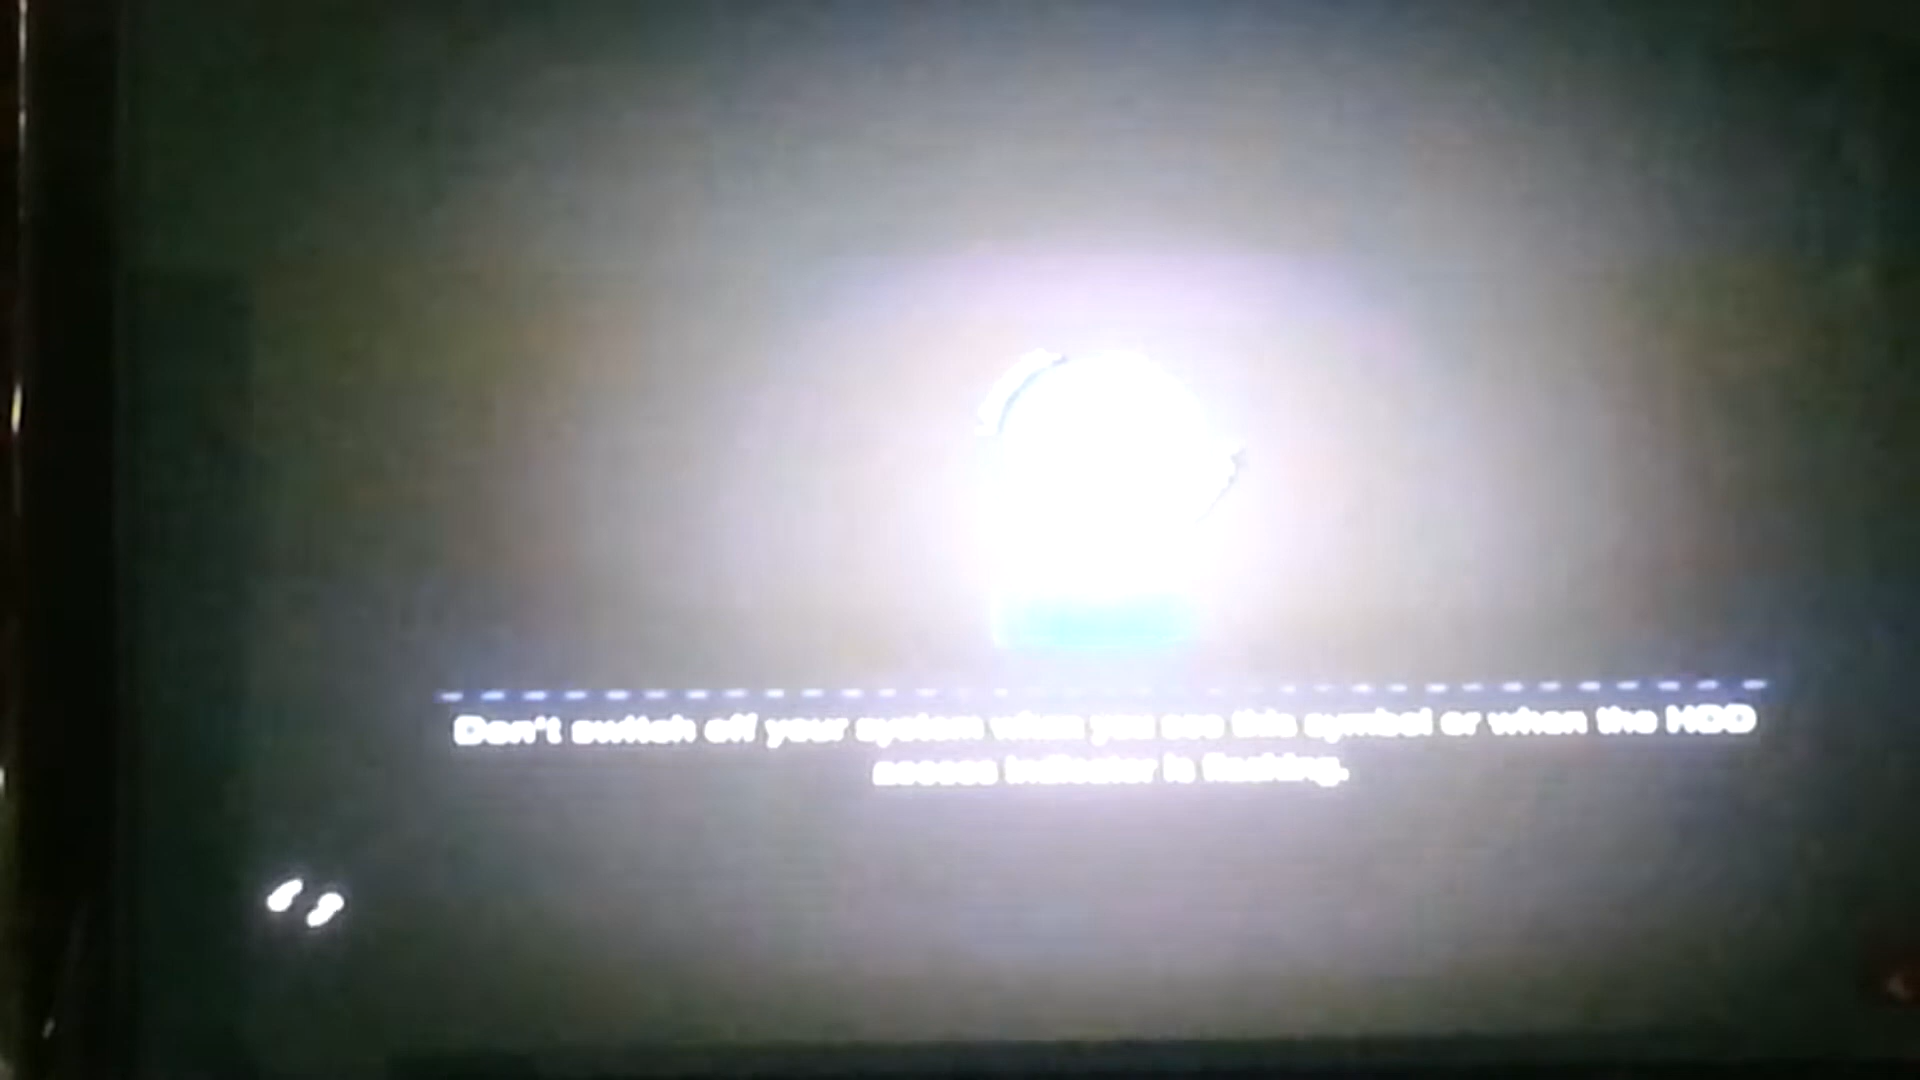 Don't switch off your system when you see this symbol or when the HDD
access indicator is flashing.